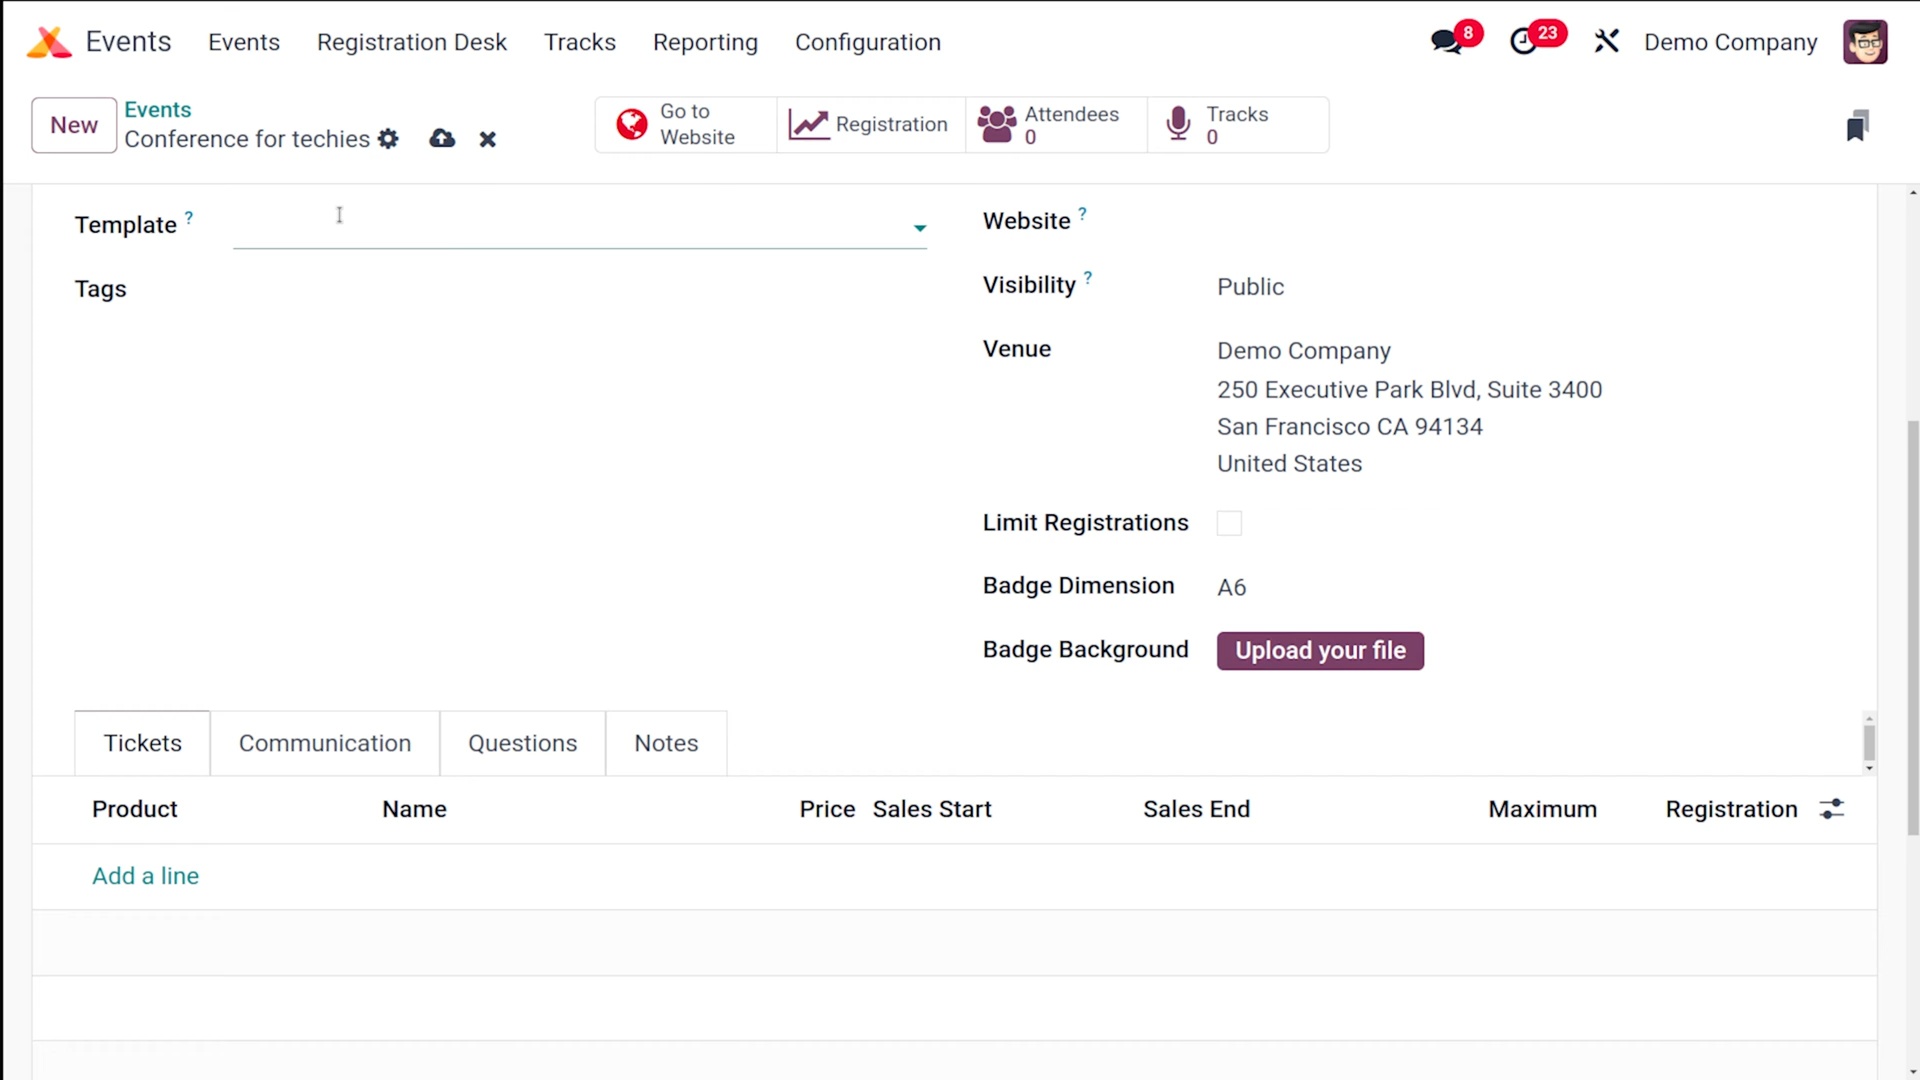 Events Events Registration Desk Tracks Reporting Configuration 8 23 Demo Company
New Events
Conference for techies
Go to Website
Registration
Attendees 0
Tracks 0
Template ?
Tags
Website ?
Visibility ? Public
Venue Demo Company
250 Executive Park Blvd, Suite 3400
San Francisco CA 94134
United States
Limit Registrations
Badge Dimension A6
Badge Background Upload your file
Tickets Communication Questions Notes
Product Name Price Sales Start Sales End Maximum Registration
Add a line